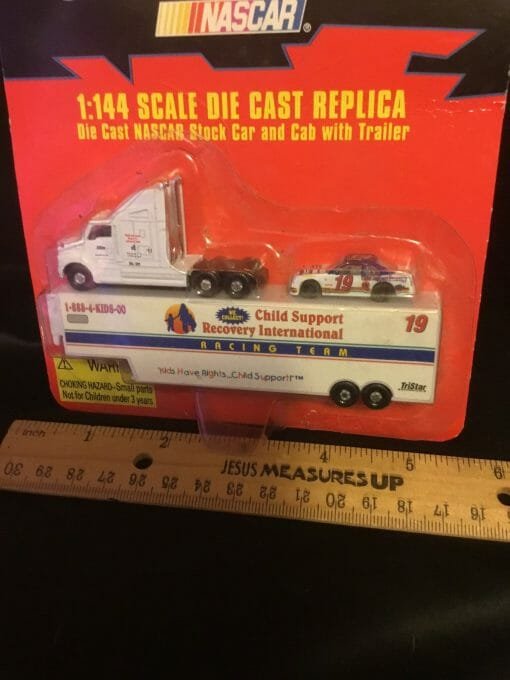 NASCAR®
1:144 SCALE DIE CAST REPLICA
Die Cast NASCAR Stock Car and Cab with Trailer
19
1-888-4-KIDS-00
WE COLLECT!
Child Support
19
Recovery International
RACING TEAM
Kids Have Rights...Child Support!™
TriStar
CHOKING HAZARD-Small parts
Not for Children under 3 years
inch 1 2 4 5 6
JESUS MEASURES UP
30 29 28 27 26 25 24 23 22 21 20 19 18 17 16